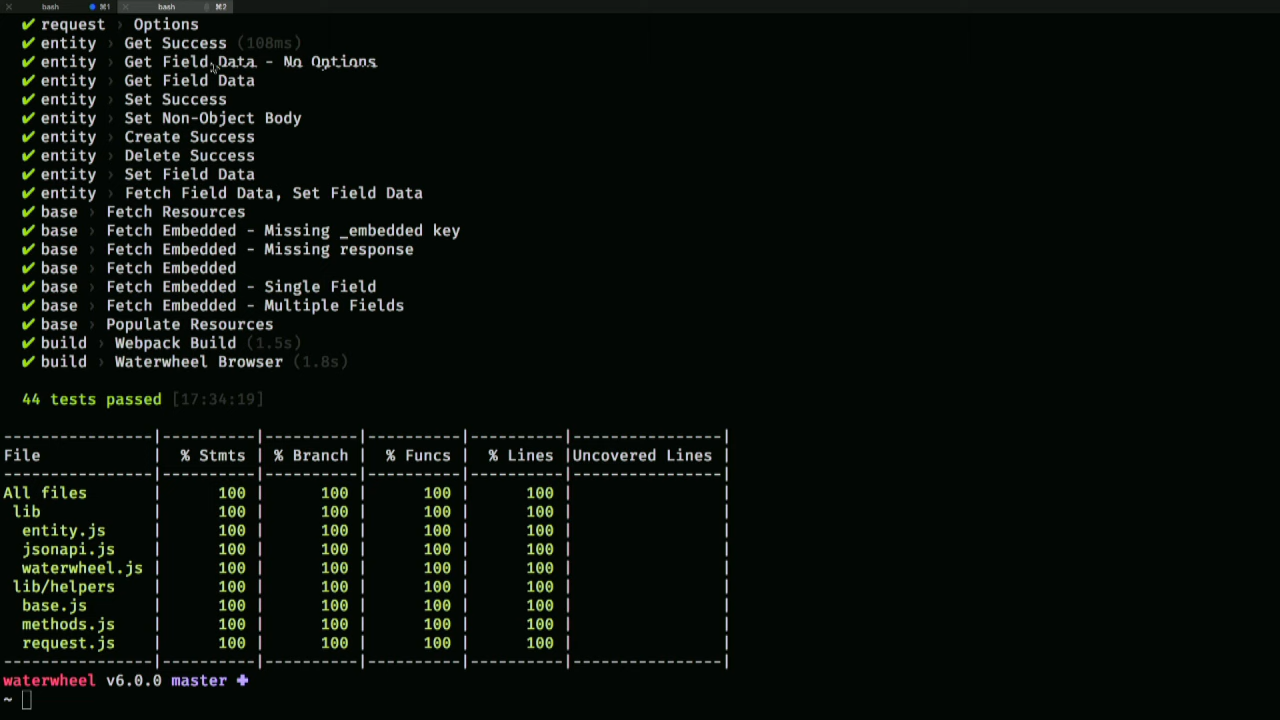 bash ⌘1 bash ⌘2
✔ request › Options
✔ entity › Get Success (108ms)
✔ entity › Get Field Data - No Options
✔ entity › Get Field Data
✔ entity › Set Success
✔ entity › Set Non-Object Body
✔ entity › Create Success
✔ entity › Delete Success
✔ entity › Set Field Data
✔ entity › Fetch Field Data, Set Field Data
✔ base › Fetch Resources
✔ base › Fetch Embedded - Missing _embedded key
✔ base › Fetch Embedded - Missing response
✔ base › Fetch Embedded
✔ base › Fetch Embedded - Single Field
✔ base › Fetch Embedded - Multiple Fields
✔ base › Populate Resources
✔ build › Webpack Build (1.5s)
✔ build › Waterwheel Browser (1.8s)
44 tests passed [17:34:19]
----------------|----------|----------|----------|----------|----------------|
File | % Stmts | % Branch | % Funcs | % Lines |Uncovered Lines |
----------------|----------|----------|----------|----------|----------------|
All files | 100 | 100 | 100 | 100 | |
lib | 100 | 100 | 100 | 100 | |
entity.js | 100 | 100 | 100 | 100 | |
jsonapi.js | 100 | 100 | 100 | 100 | |
waterwheel.js | 100 | 100 | 100 | 100 | |
lib/helpers | 100 | 100 | 100 | 100 | |
base.js | 100 | 100 | 100 | 100 | |
methods.js | 100 | 100 | 100 | 100 | |
request.js | 100 | 100 | 100 | 100 | |
----------------|----------|----------|----------|----------|----------------|
waterwheel v6.0.0 master ✚
~